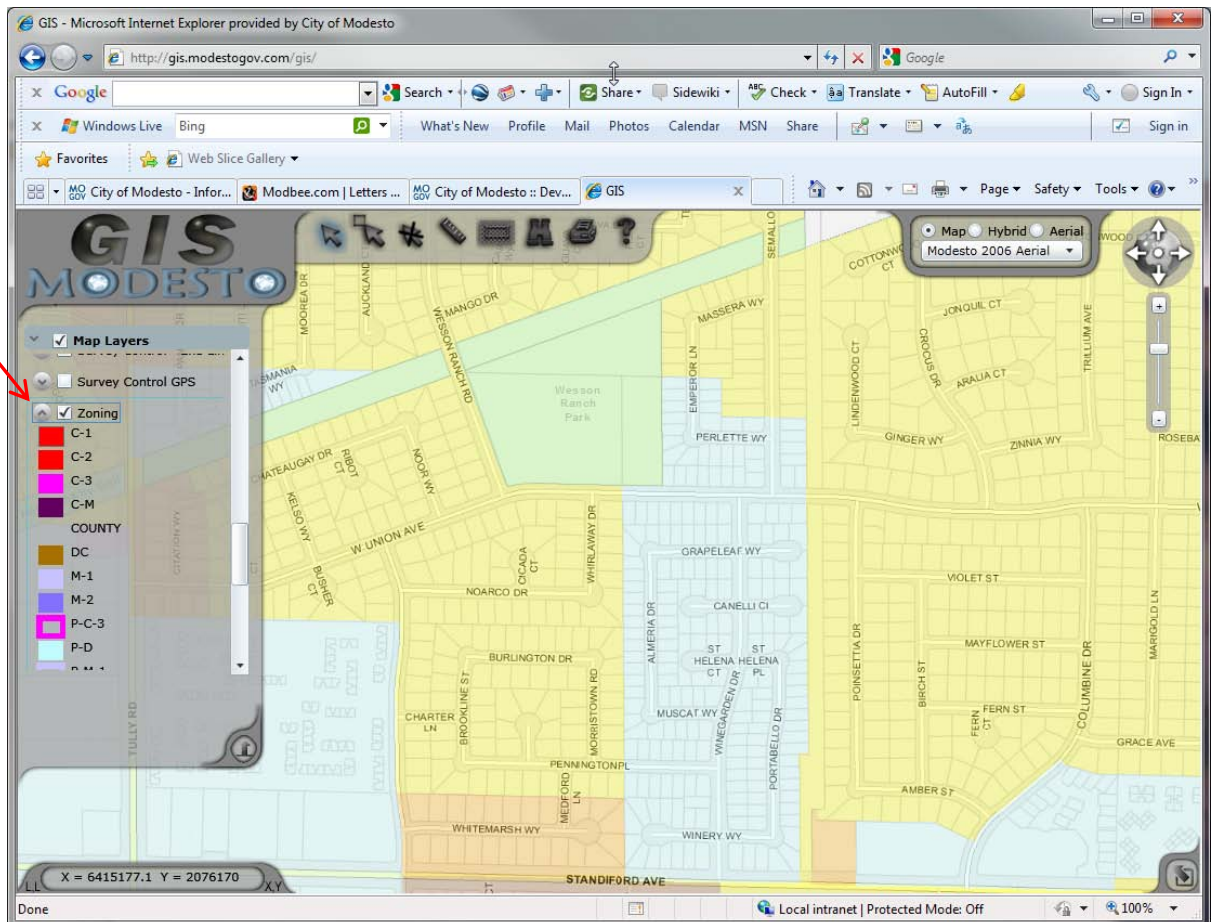 GIS - Microsoft Internet Explorer provided by City of Modesto
http://gis.modestogov.com/gis/
Google
x Google Search Share Sidewiki Check Translate AutoFill Sign In
x Windows Live Bing What's New Profile Mail Photos Calendar MSN Share Sign in
Favorites Web Slice Gallery
City of Modesto - Infor... Modbee.com | Letters ... City of Modesto :: Dev... GIS x Page Safety Tools
GIS
MODESTO
Map Hybrid Aerial
Modesto 2006 Aerial
Map Layers
Survey Control GPS
Zoning
C-1
C-2
C-3
C-M
COUNTY
DC
M-1
M-2
P-C-3
P-D
MOOREA DR
AUCKLAND CT
MANGO DR
WESSON RANCH RD
SEMALLO
MASSERA WY
COTTONWOOD CT
JONQUIL CT
CROCUS DR
ARALIA CT
TRILLIUM AVE
TASMANIA WY
Wesson Ranch Park
EMPEROR LN
LINDENWOOD CT
PERLETTE WY
GINGER WY
ZINNIA WY
ROSEBA
CHATEAUGAY DR
RIBOT CT
NOOR WY
KELSO WY
W. UNION AVE
BUSHER CT
CITATION WY
CICADA CT
WHIRLAWAY DR
NOARCO DR
GRAPELEAF WY
VIOLET ST
CANELLI CI
ALMERIA DR
MARIGOLD LN
BURLINGTON DR
ST HELENA CT
ST HELENA PL
POINSETTIA DR
MAYFLOWER ST
BIRCH ST
COLUMBINE DR
CHARTER LN
BROOKLINE ST
MORRISTOWN RD
MUSCAT WY
WINEGARDEN DR
PORTABELLO DR
FERN CT
FERN ST
GRACE AVE
TULLY RD
PENNINGTON PL
MEDFORD LN
AMBER ST
WHITEMARSH WY
WINERY WY
STANDIFORD AVE
L.L X = 6415177.1 Y = 2076170 X,Y
Done Local intranet | Protected Mode: Off 100%